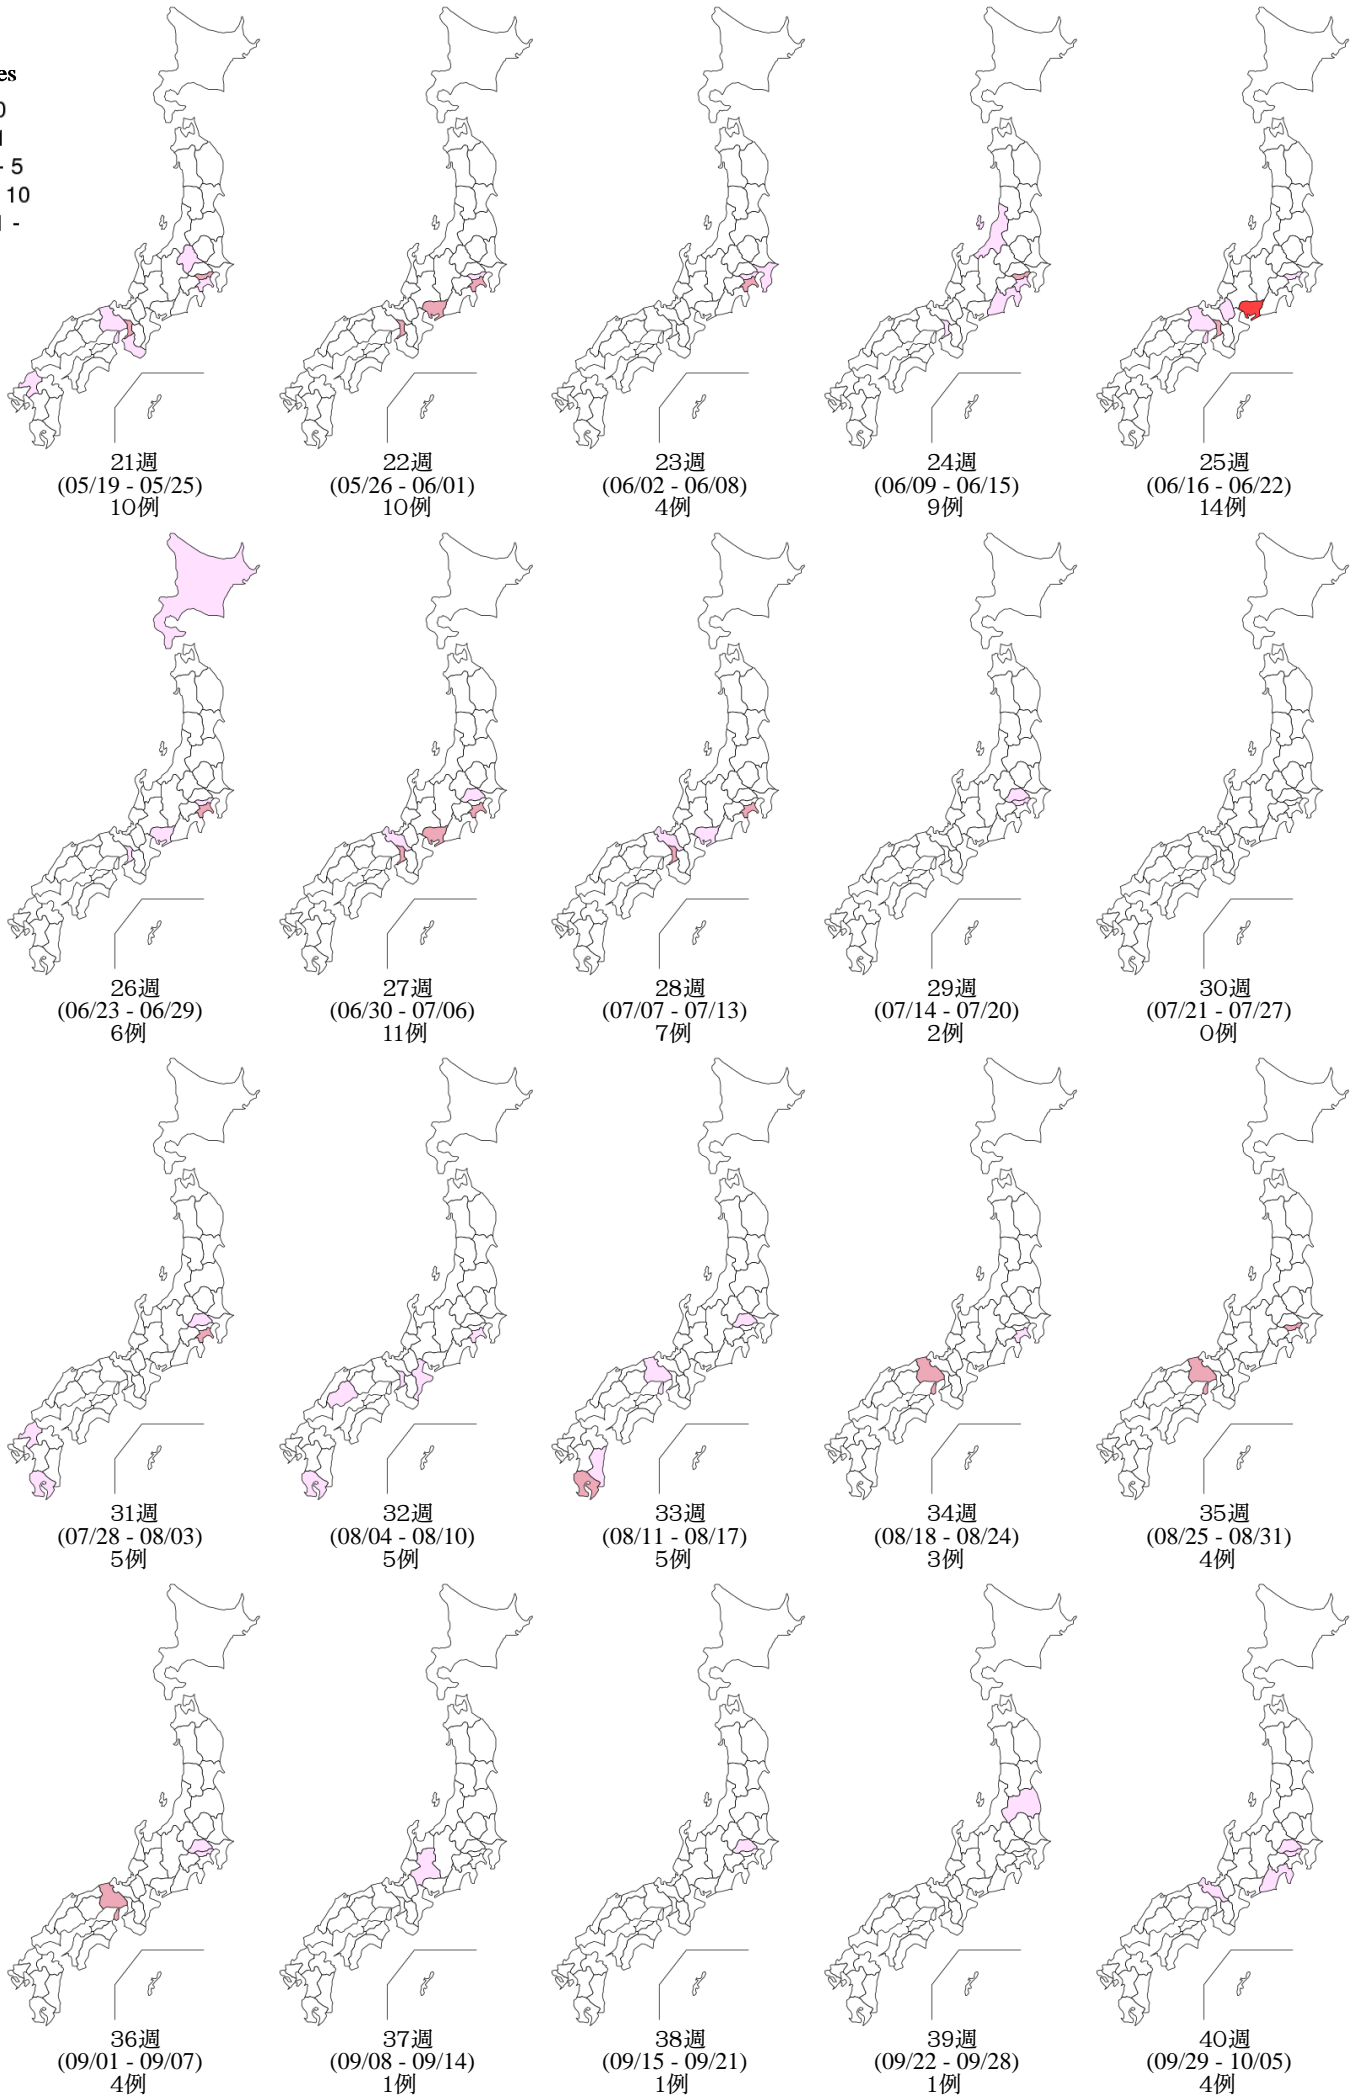 es
0
1
- 5
10
1 -
21週
(05/19 - 05/25)
10例
22週
(05/26 - 06/01)
10例
23週
(06/02 - 06/08)
4例
24週
(06/09 - 06/15)
9例
25週
(06/16 - 06/22)
14例
26週
(06/23 - 06/29)
6例
27週
(06/30 - 07/06)
11例
28週
(07/07 - 07/13)
7例
29週
(07/14 - 07/20)
2例
30週
(07/21 - 07/27)
0例
31週
(07/28 - 08/03)
5例
32週
(08/04 - 08/10)
5例
33週
(08/11 - 08/17)
5例
34週
(08/18 - 08/24)
3例
35週
(08/25 - 08/31)
4例
36週
(09/01 - 09/07)
4例
37週
(09/08 - 09/14)
1例
38週
(09/15 - 09/21)
1例
39週
(09/22 - 09/28)
1例
40週
(09/29 - 10/05)
4例